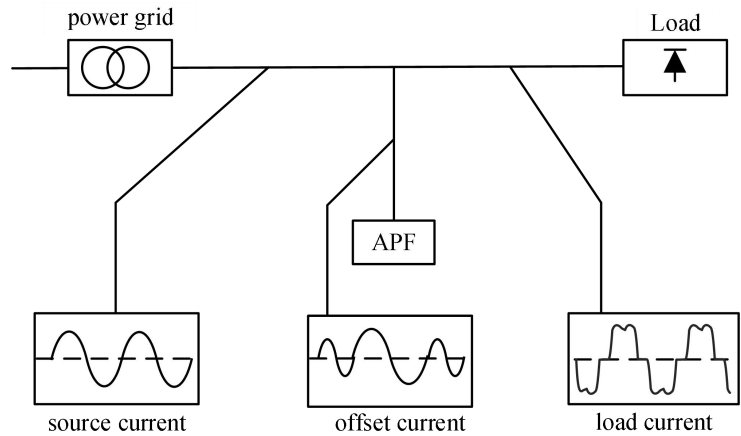 power grid
Load
APF
source current
offset current
load current